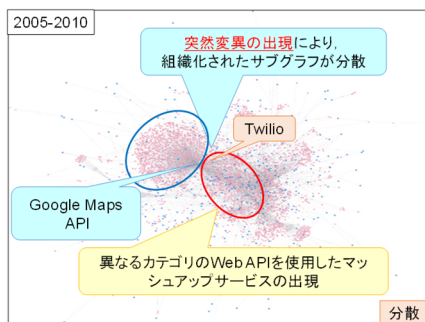 2005-2010
突然変異の出現により,
組織化されたサブグラフが分散
Twilio
Google Maps
API
異なるカテゴリのWeb APIを使用したマッ
シュアップサービスの出現
分散